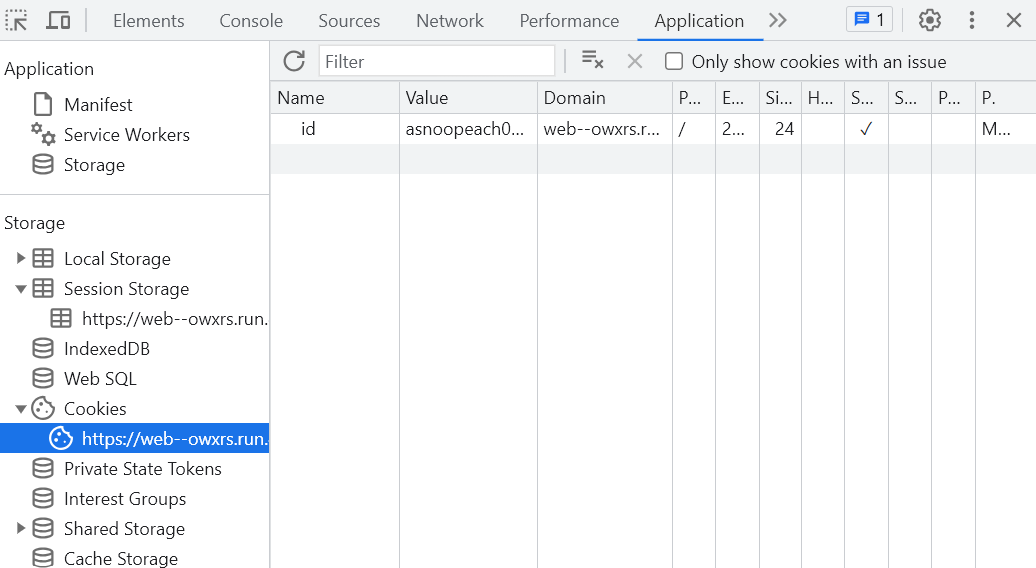 Elements Console Sources Network Performance Application 1
Application
Manifest
Service Workers
Storage
Storage
Local Storage
Session Storage
https://web--owxrs.run.
IndexedDB
Web SQL
Cookies
https://web--owxrs.run.
Private State Tokens
Interest Groups
Shared Storage
Cache Storage
Filter Only show cookies with an issue
Name Value Domain P... E... Si... H... S... S... P... P.
id asnoopeach0... web--owxrs.r... / 2... 24 ✓ M...